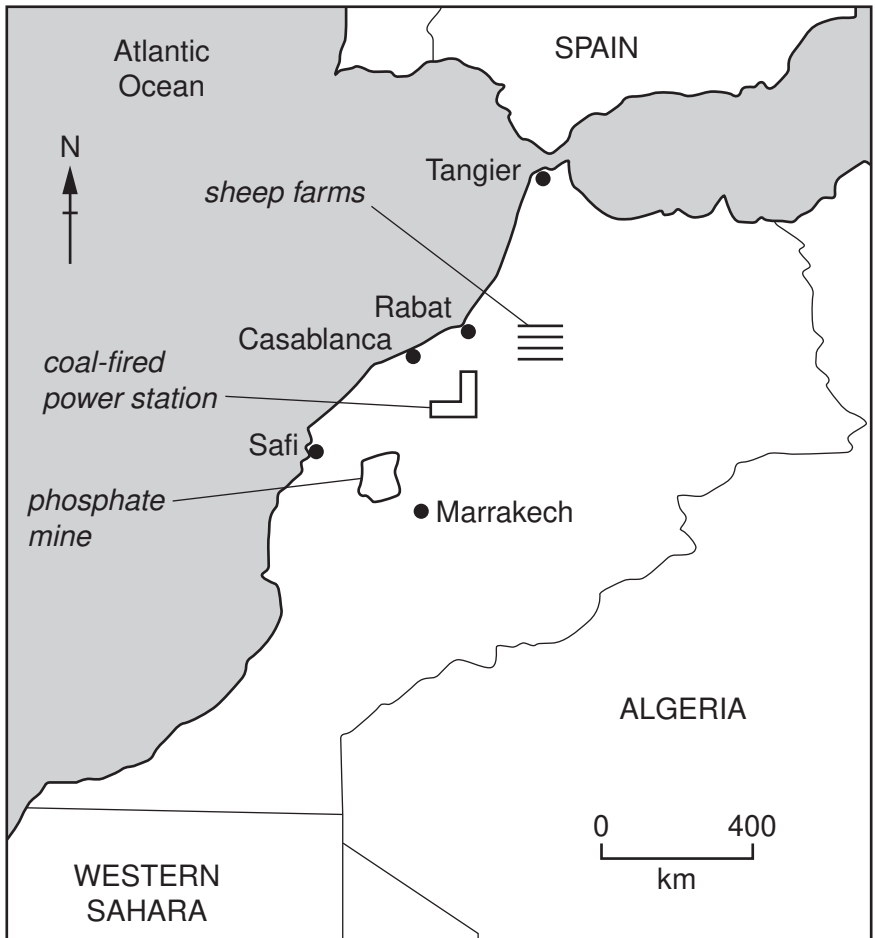 Atlantic
Ocean
SPAIN
N
Tangier
sheep farms
Rabat
Casablanca
coal-fired
power station
Safi
phosphate
mine
Marrakech
ALGERIA
0 400
km
WESTERN
SAHARA